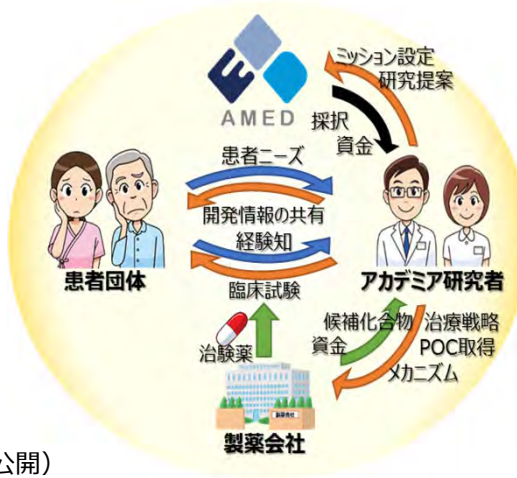 AMED
ミッション設定
研究提案
採択
資金
患者ニーズ
開発情報の共有
経験知
臨床試験
患者団体
アカデミア研究者
治験薬
候補化合物
資金
治療戦略
POC取得
メカニズム
製薬会社
製薬会社
公開）